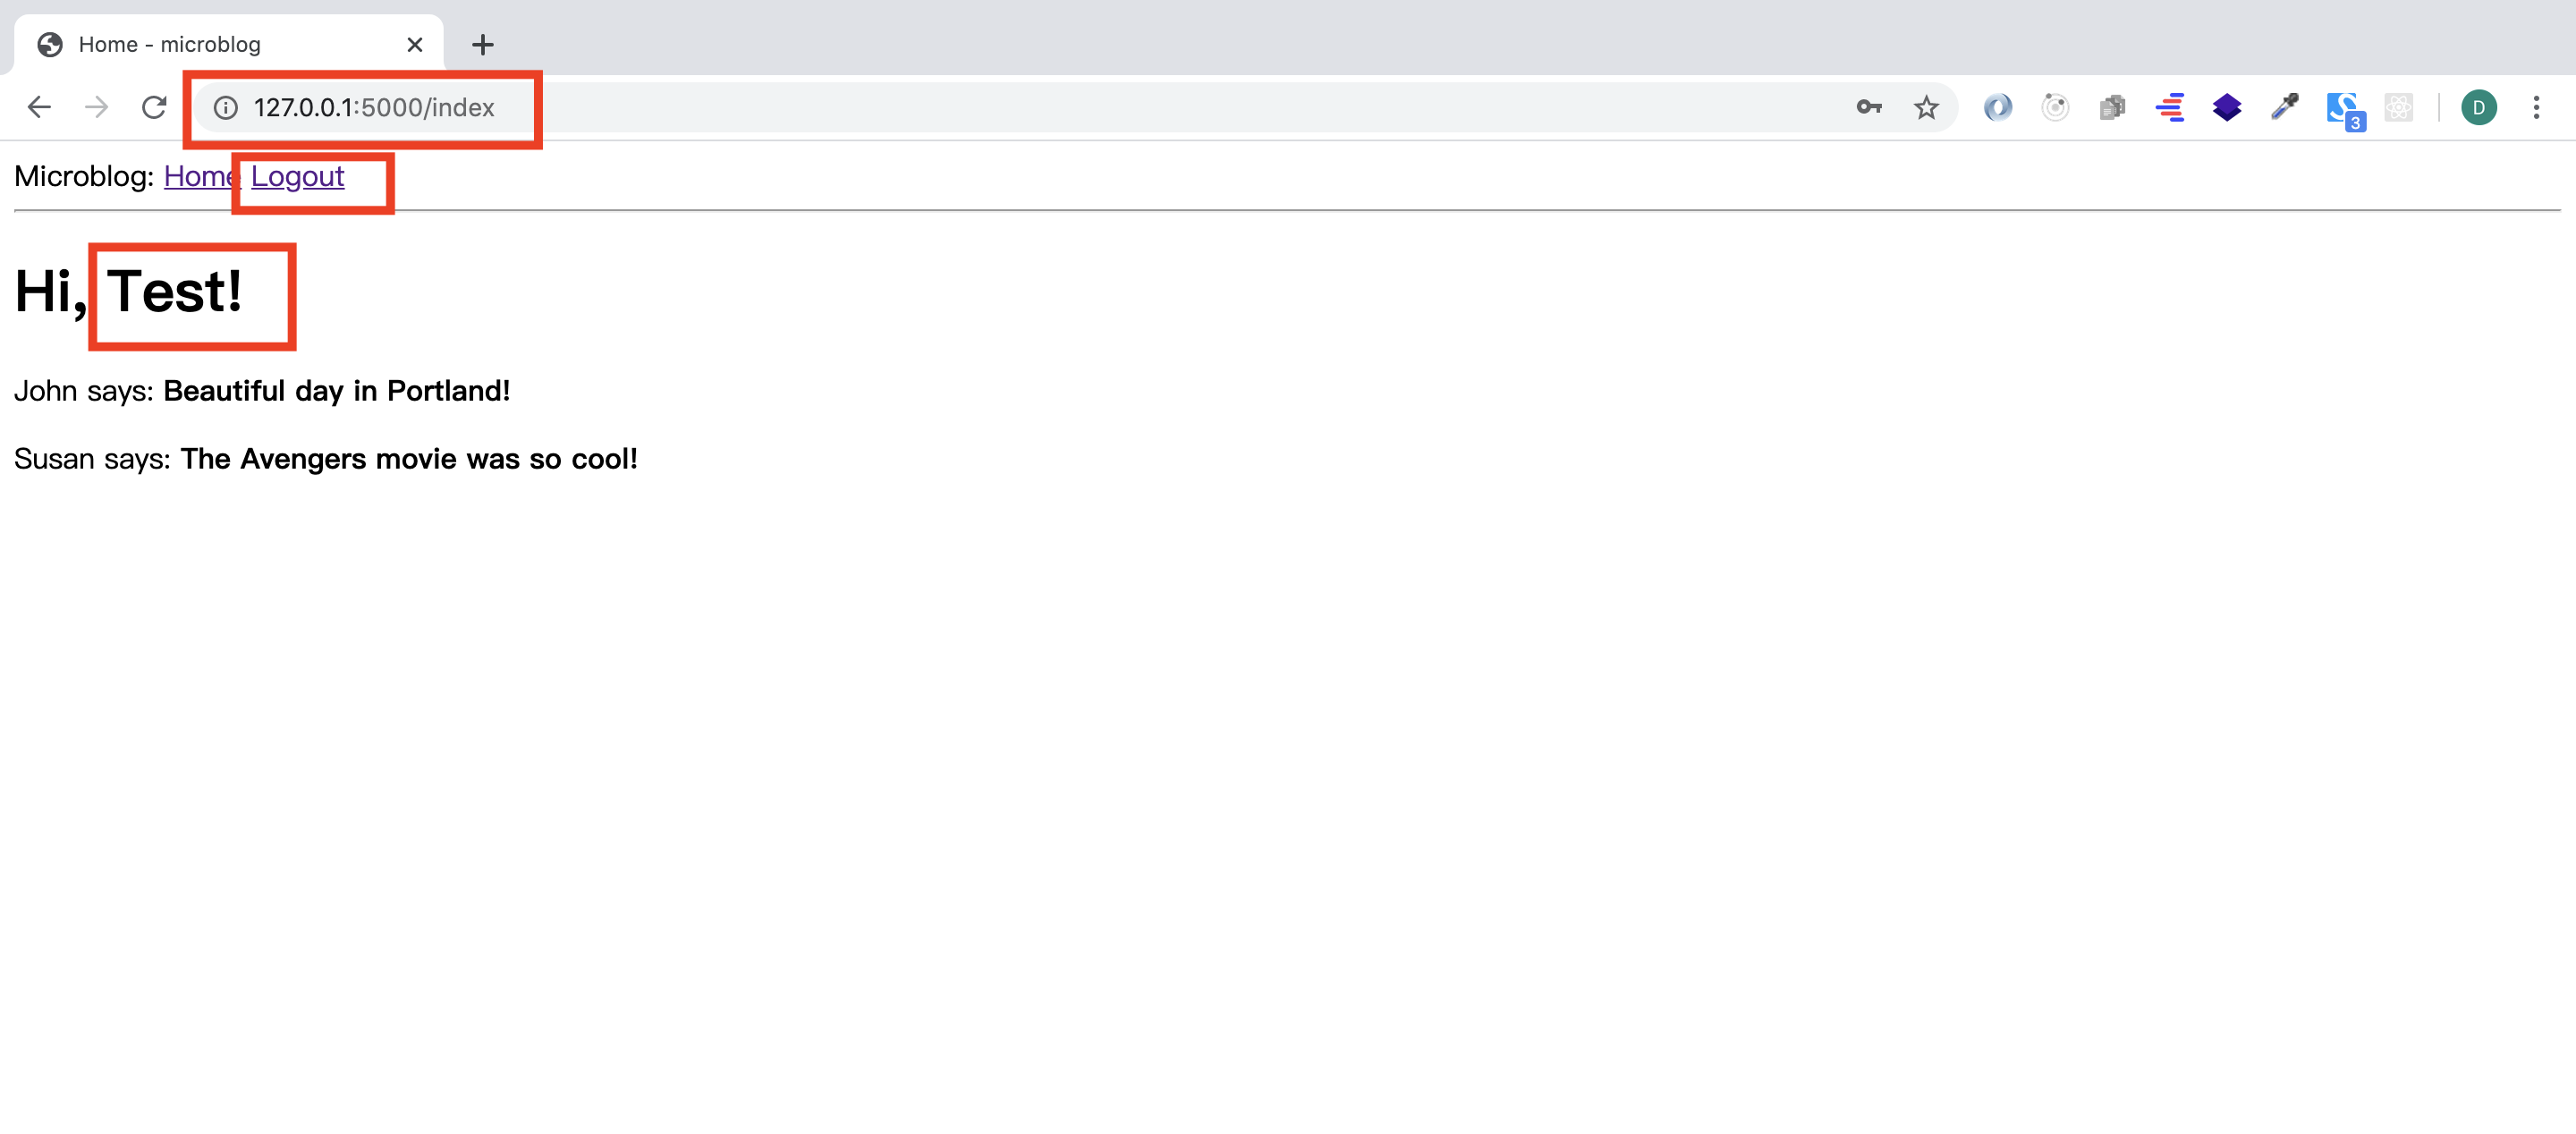 Home - microblog
127.0.0.1:5000/index
3
D
Microblog: Home Logout
Hi, Test!
John says: Beautiful day in Portland!
Susan says: The Avengers movie was so cool!